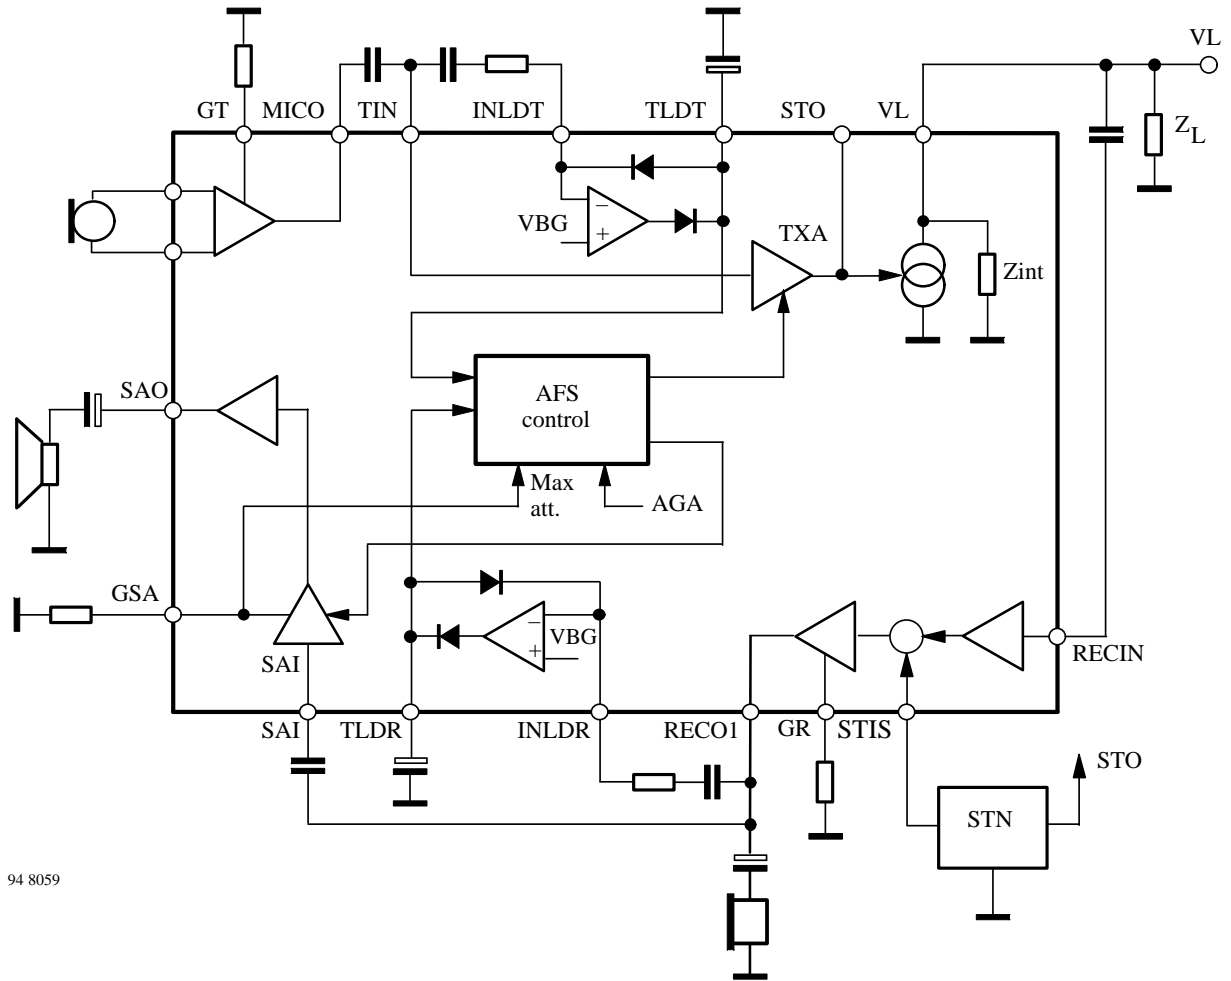 VL
GT MICO TIN INLDT TLDT STO VL
Z_L
VBG
−
+
TXA
Zint
SAO
AFS
control
Max
att.
AGA
GSA
−
VBG
+
SAI
RECIN
SAI TLDR INLDR RECO1 GR STIS
STO
STN
94 8059